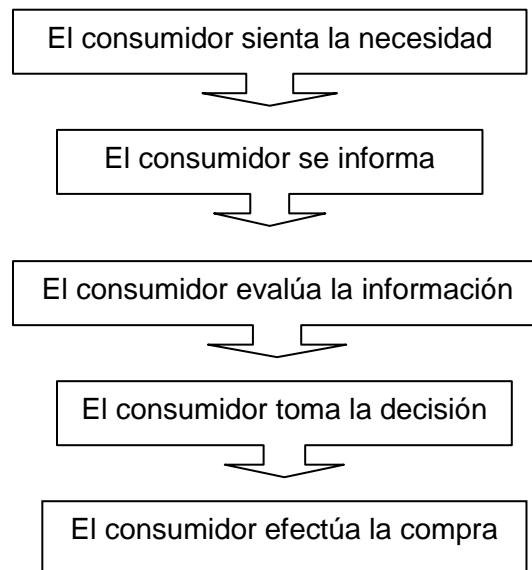 El consumidor sienta la necesidad
El consumidor se informa
El consumidor evalúa la información
El consumidor toma la decisión
El consumidor efectúa la compra